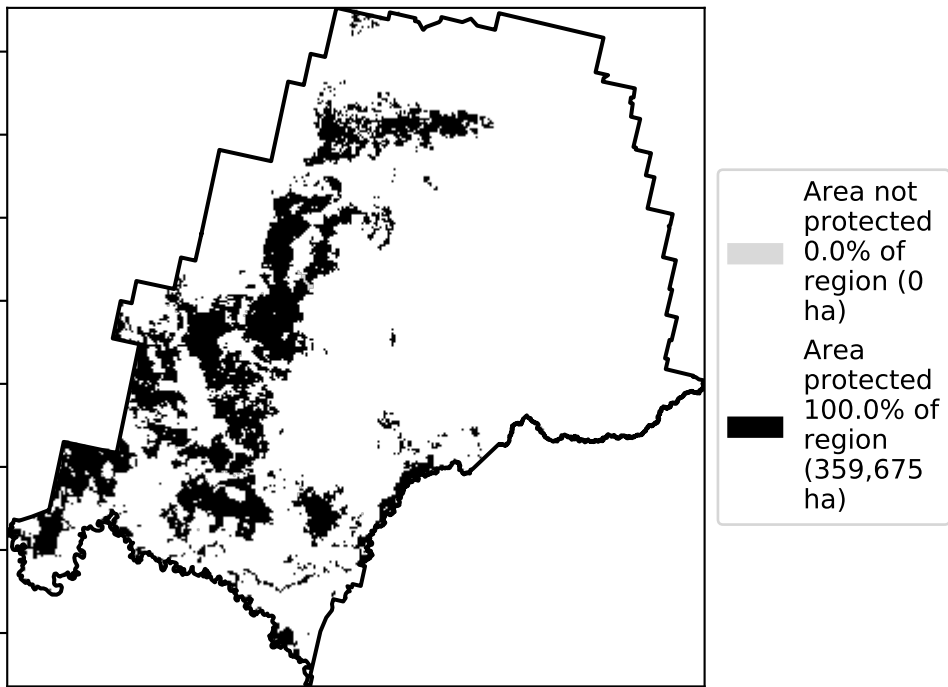 Area not
protected
0.0% of
region (0
ha)
Area
protected
100.0% of
region
(359,675
ha)